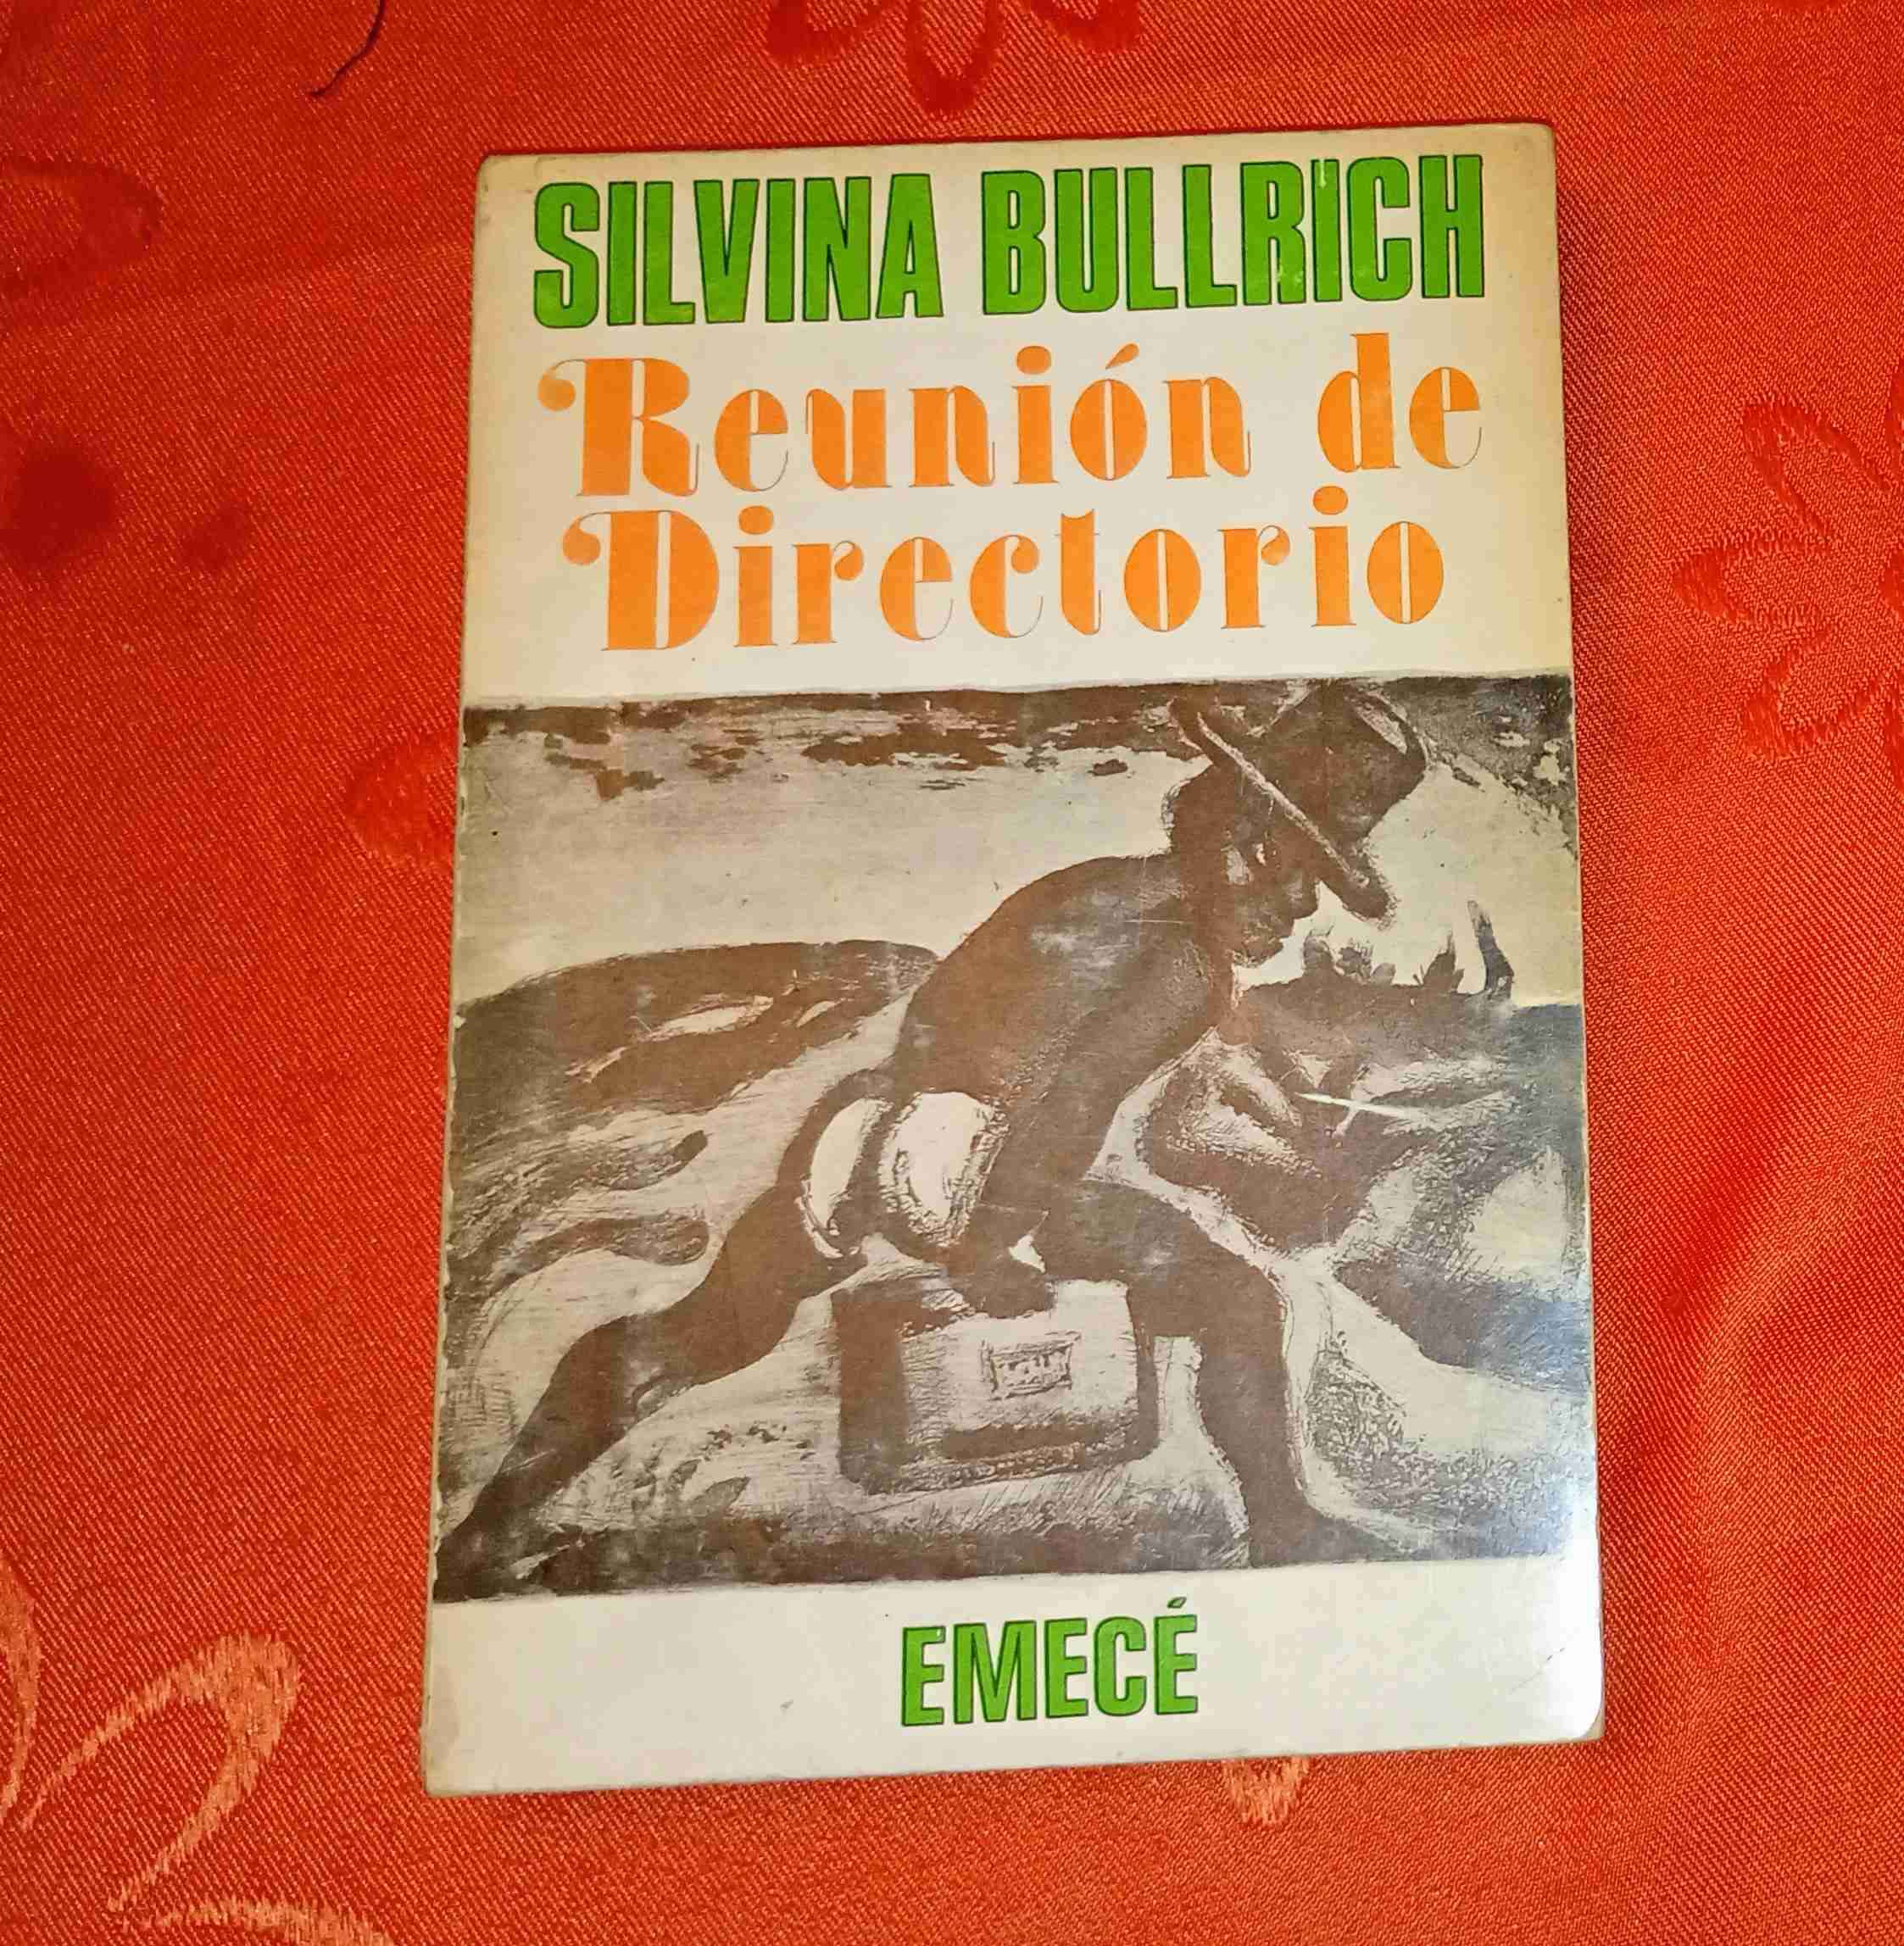 SILVINA BULLRICH
Reunión de
Directorio
EMECÉ